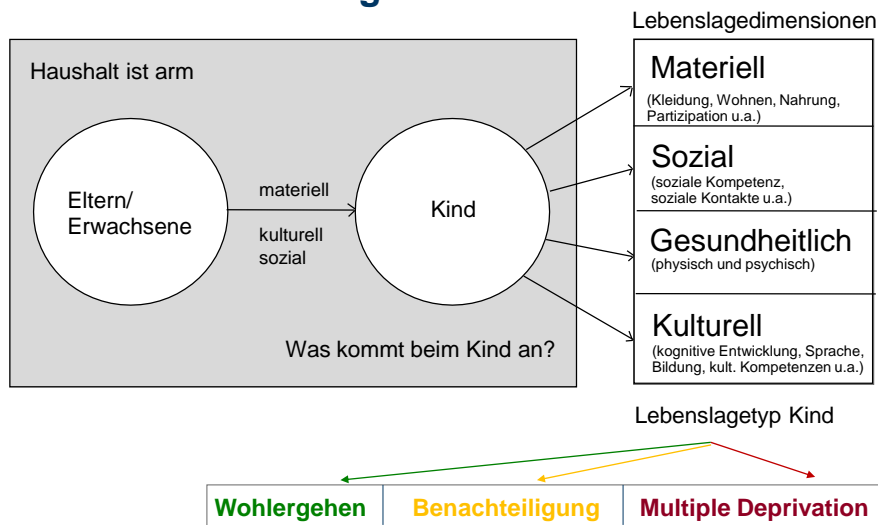 Lebenslagedimensionen
Haushalt ist arm
Eltern/
Erwachsene
materiell
kulturell
sozial
Kind
Was kommt beim Kind an?
Materiell
(Kleidung, Wohnen, Nahrung,
Partizipation u.a.)
Sozial
(soziale Kompetenz,
soziale Kontakte u.a.)
Gesundheitlich
(physisch und psychisch)
Kulturell
(kognitive Entwicklung, Sprache,
Bildung, kult. Kompetenzen u.a.)
Lebenslagetyp Kind
Wohlergehen
Benachteiligung
Multiple Deprivation